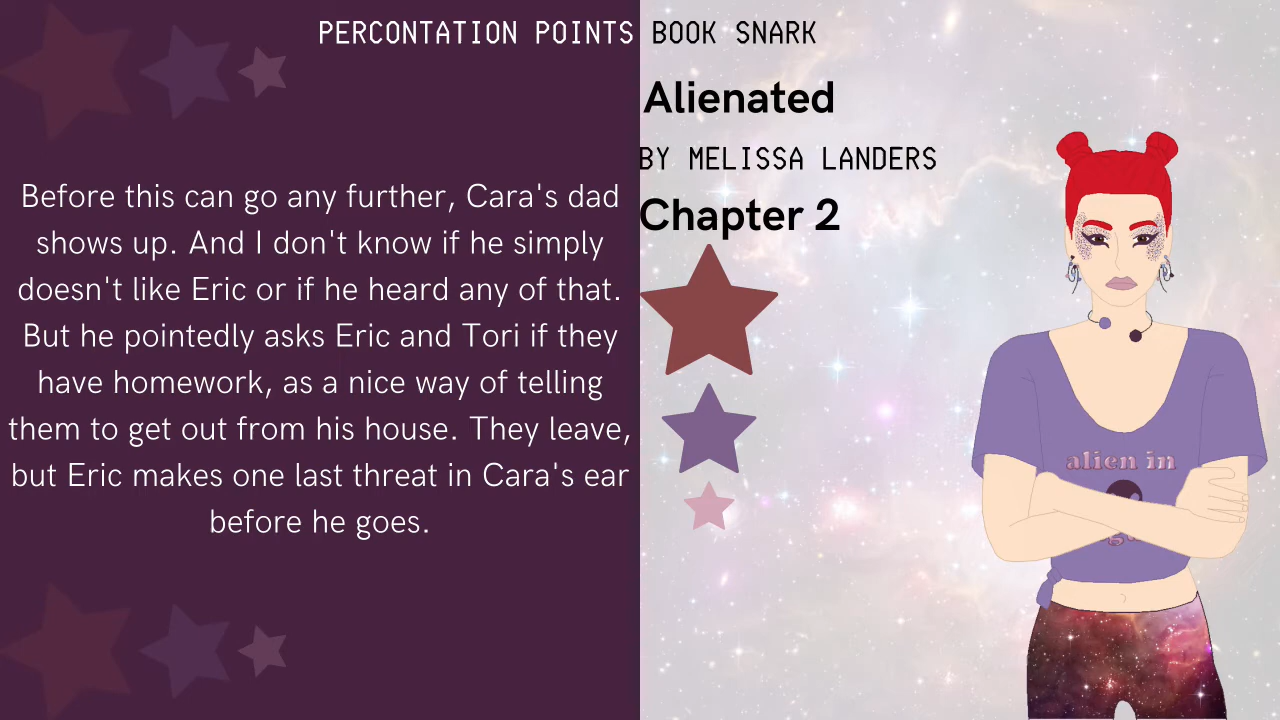 PERCONTATION POINTS BOOK SNARK
Alienated
BY MELISSA LANDERS
Chapter 2
Before this can go any further, Cara's dad
shows up. And I don't know if he simply
doesn't like Eric or if he heard any of that.
But he pointedly asks Eric and Tori if they
have homework, as a nice way of telling
them to get out from his house. They leave,
but Eric makes one last threat in Cara's ear
before he goes.
alien in